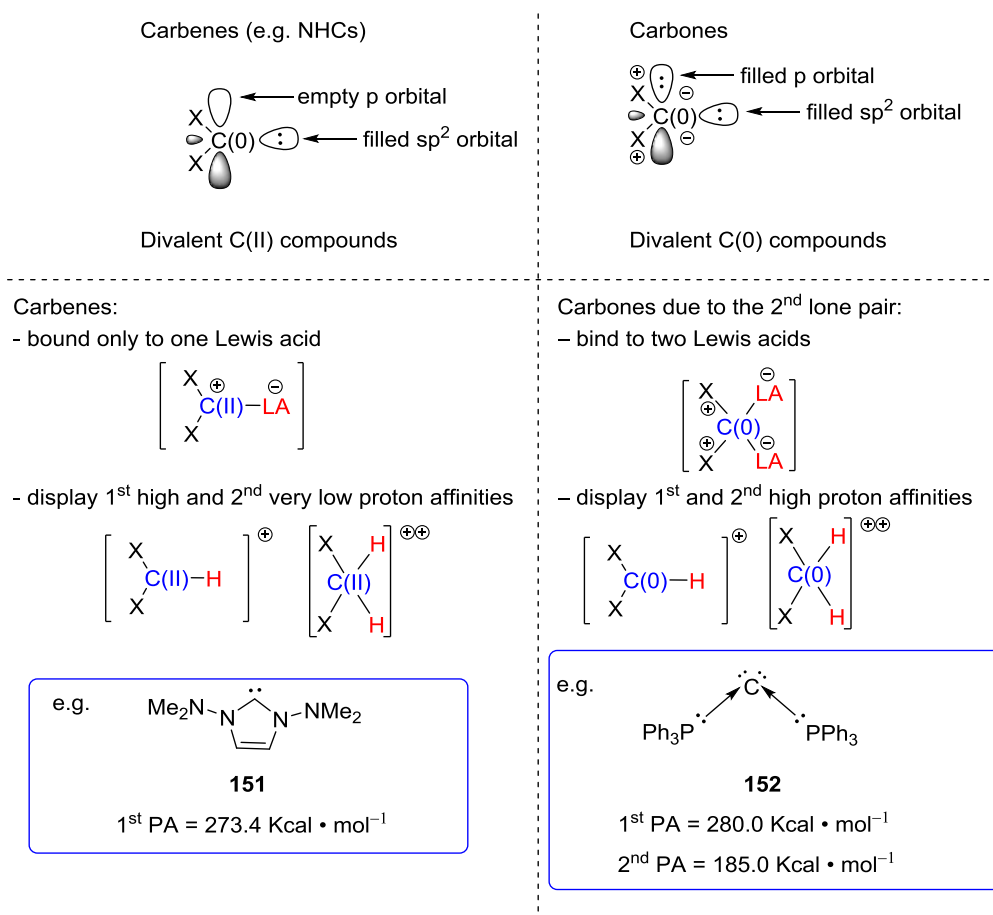 Carbenes (e.g. NHCs)
empty p orbital
X
C(0)
filled sp² orbital
X
Divalent C(II) compounds
Carbones
⊕
filled p orbital
X ⊖
C(0)
filled sp² orbital
X ⊖
⊕
Divalent C(0) compounds
Carbenes:
- bound only to one Lewis acid
X ⊕ ⊖
C(II) LA
X
- display 1st high and 2nd very low proton affinities
⊕
X
C(II) H
X
⊕⊕
X H
C(II)
X H
e.g.
Me₂N N N NMe₂
151
1st PA = 273.4 Kcal • mol⁻¹
Carbones due to the 2nd lone pair:
– bind to two Lewis acids
⊖
X LA
⊕
C(0)
⊕ ⊖
X LA
– display 1st and 2nd high proton affinities
⊕
X
C(0) H
X
⊕⊕
X H
C(0)
X H
e.g.
C
Ph₃P PPh₃
152
1st PA = 280.0 Kcal • mol⁻¹
2nd PA = 185.0 Kcal • mol⁻¹